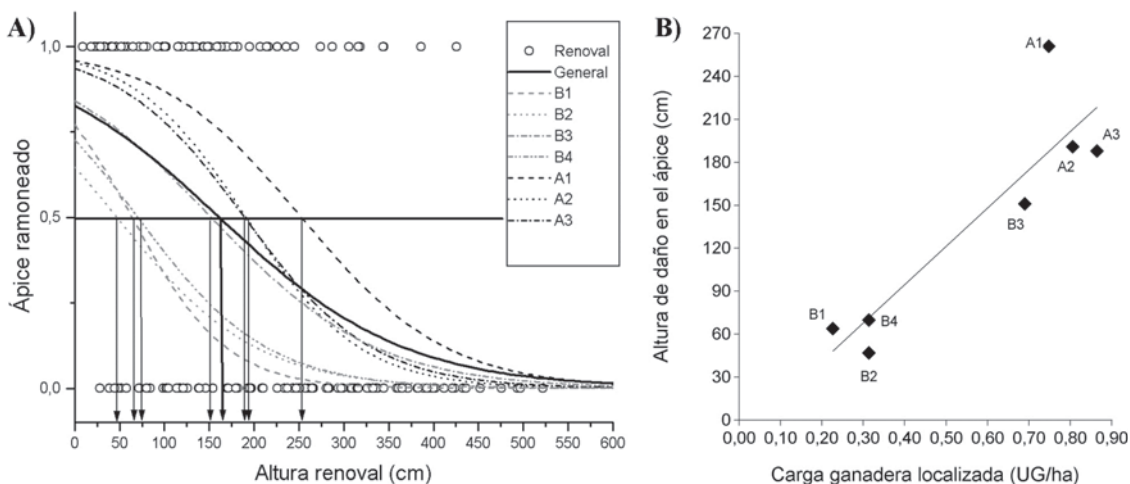 A)
Ápice ramoneado
1,0
0,5
0,0
0
50
100
150
200
250
300
350
400
450
500
550
600
Altura renoval (cm)
Renoval
General
B1
B2
B3
B4
A1
A2
A3
B)
Altura de daño en el ápice (cm)
270
240
210
180
150
120
90
60
30
0
0,00
0,10
0,20
0,30
0,40
0,50
0,60
0,70
0,80
0,90
Carga ganadera localizada (UG/ha)
A1
A3
A2
B3
B1
B4
B2